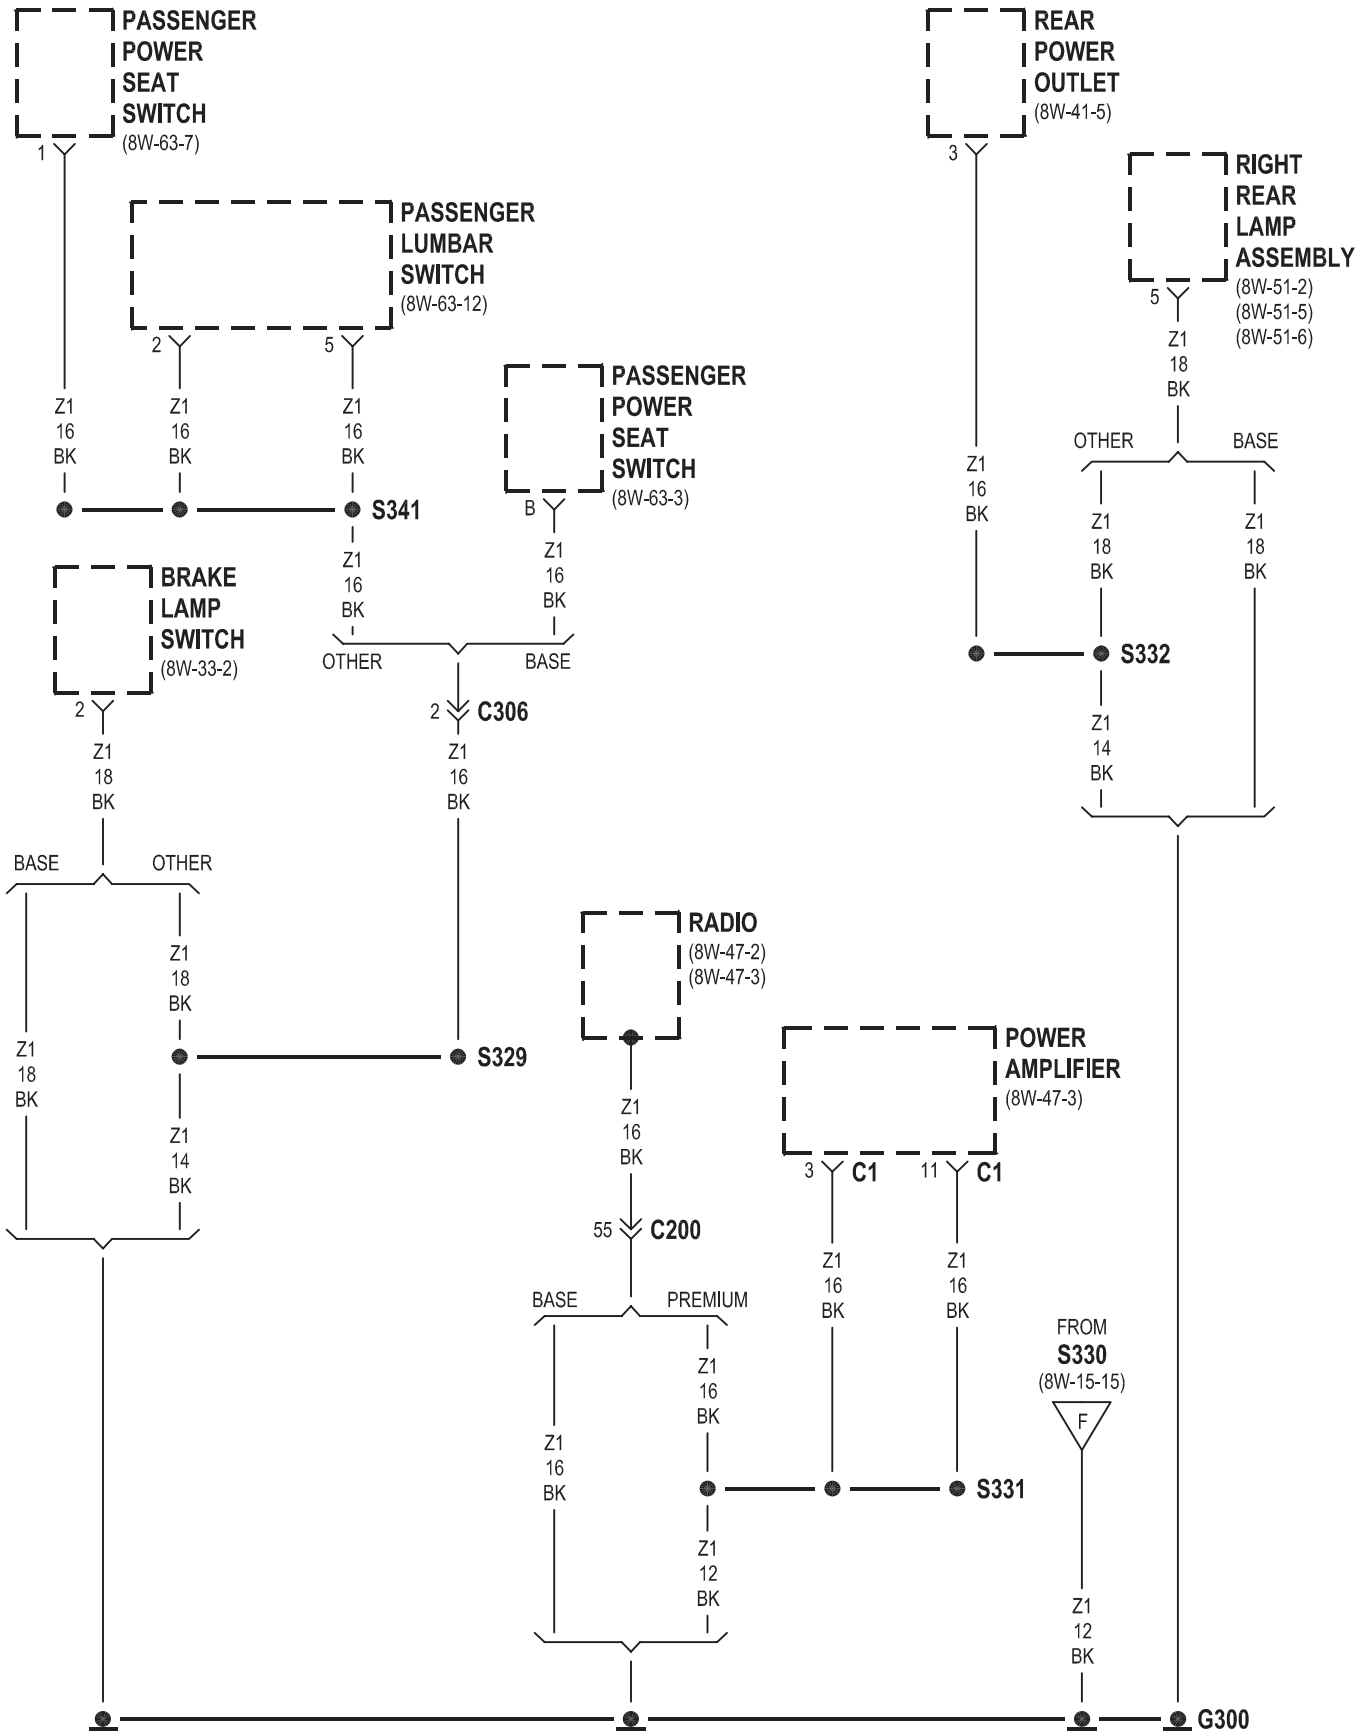 PASSENGER
POWER
SEAT
SWITCH
(8W-63-7)
1
REAR
POWER
OUTLET
(8W-41-5)
3
RIGHT
REAR
LAMP
ASSEMBLY
(8W-51-2)
(8W-51-5)
(8W-51-6)
5
PASSENGER
LUMBAR
SWITCH
(8W-63-12)
2
5
Z1
18
BK
PASSENGER
POWER
SEAT
SWITCH
(8W-63-3)
B
Z1
16
BK
Z1
16
BK
Z1
16
BK
OTHER
BASE
Z1
16
BK
S341
Z1
16
BK
Z1
16
BK
Z1
18
BK
Z1
18
BK
BRAKE
LAMP
SWITCH
(8W-33-2)
2
OTHER
BASE
S332
2
C306
Z1
18
BK
Z1
16
BK
Z1
14
BK
BASE
OTHER
Z1
18
BK
RADIO
(8W-47-2)
(8W-47-3)
Z1
18
BK
S329
POWER
AMPLIFIER
(8W-47-3)
Z1
14
BK
Z1
16
BK
3
C1
11
C1
55
C200
Z1
16
BK
Z1
16
BK
BASE
PREMIUM
FROM
S330
(8W-15-15)
F
Z1
16
BK
Z1
16
BK
S331
Z1
12
BK
Z1
12
BK
G300